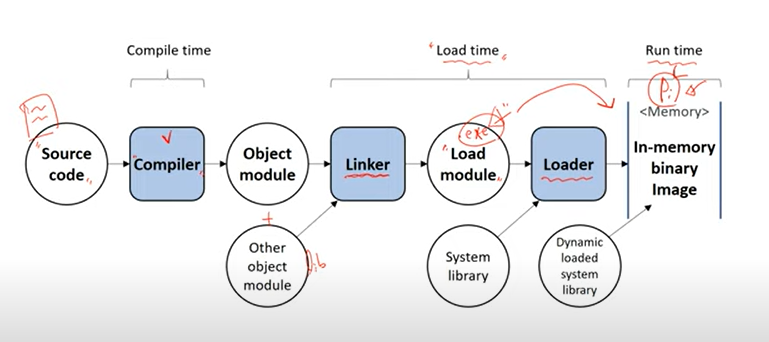 Compile time
"Load time"
Run time
Pi
<Memory>
"Source
code"
"Compiler"
Object
module
Linker
"exe"
"Load
module"
Loader
In-memory
binary
Image
+
Other
object
module
lib
System
library
Dynamic
loaded
system
library